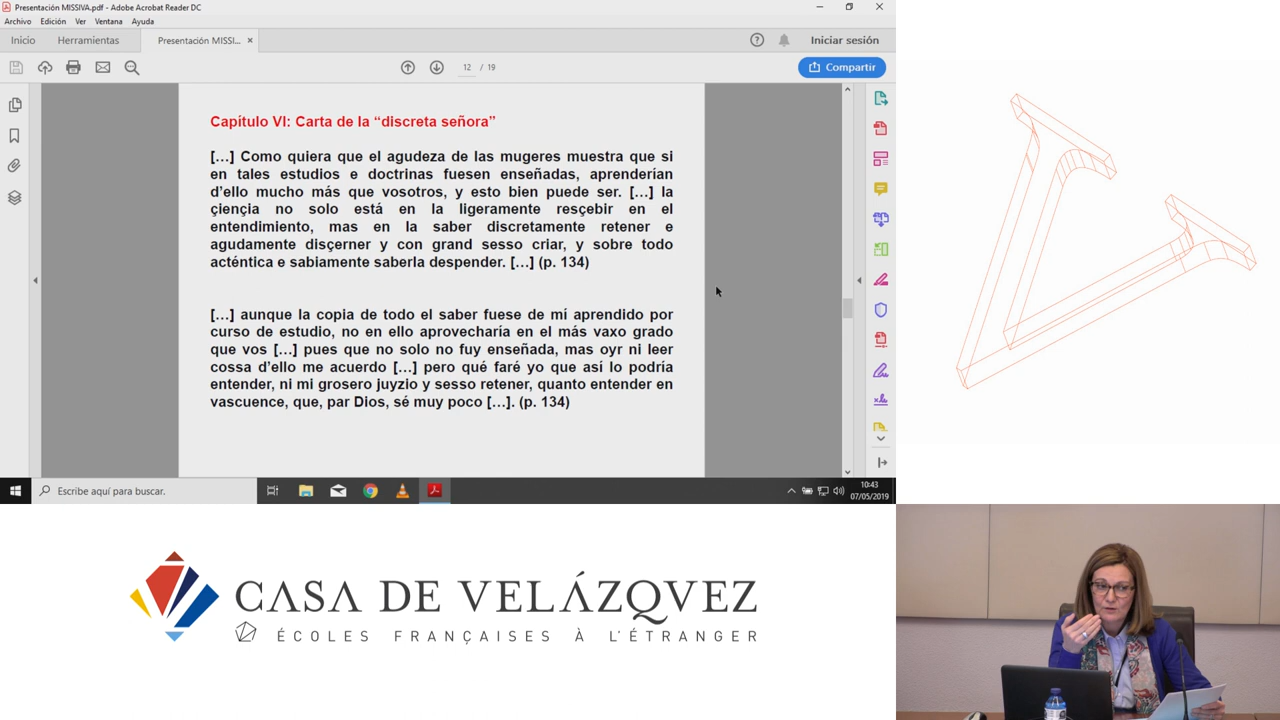 Presentación MISSIVA.pdf - Adobe Acrobat Reader DC
Archivo Edición Ver Ventana Ayuda
Inicio Herramientas Presentación MISSI... × Iniciar sesión
12 / 19 Compartir
Capítulo VI: Carta de la “discreta señora”
[…] Como quiera que el agudeza de las mugeres muestra que si
en tales estudios e doctrinas fuesen enseñadas, aprenderían
d’ello mucho más que vosotros, y esto bien puede ser. […] la
çiençia no solo está en la ligeramente resçebir en el
entendimiento, mas en la saber discretamente retener e
agudamente disçerner y con grand sesso criar, y sobre todo
acténtica e sabiamente saberla despender. […] (p. 134)
[…] aunque la copia de todo el saber fuese de mí aprendido por
curso de estudio, no en ello aprovecharía en el más vaxo grado
que vos […] pues que no solo no fuy enseñada, mas oyr ni leer
cossa d’ello me acuerdo […] pero qué faré yo que así lo podría
entender, ni mi grosero juyzio y sesso retener, quanto entender en
vascuence, que, par Dios, sé muy poco […]. (p. 134)
Escribe aquí para buscar.
10:43
07/05/2019
CASA DE VELÁZQVEZ
ÉCOLES FRANÇAISES À L'ÉTRANGER